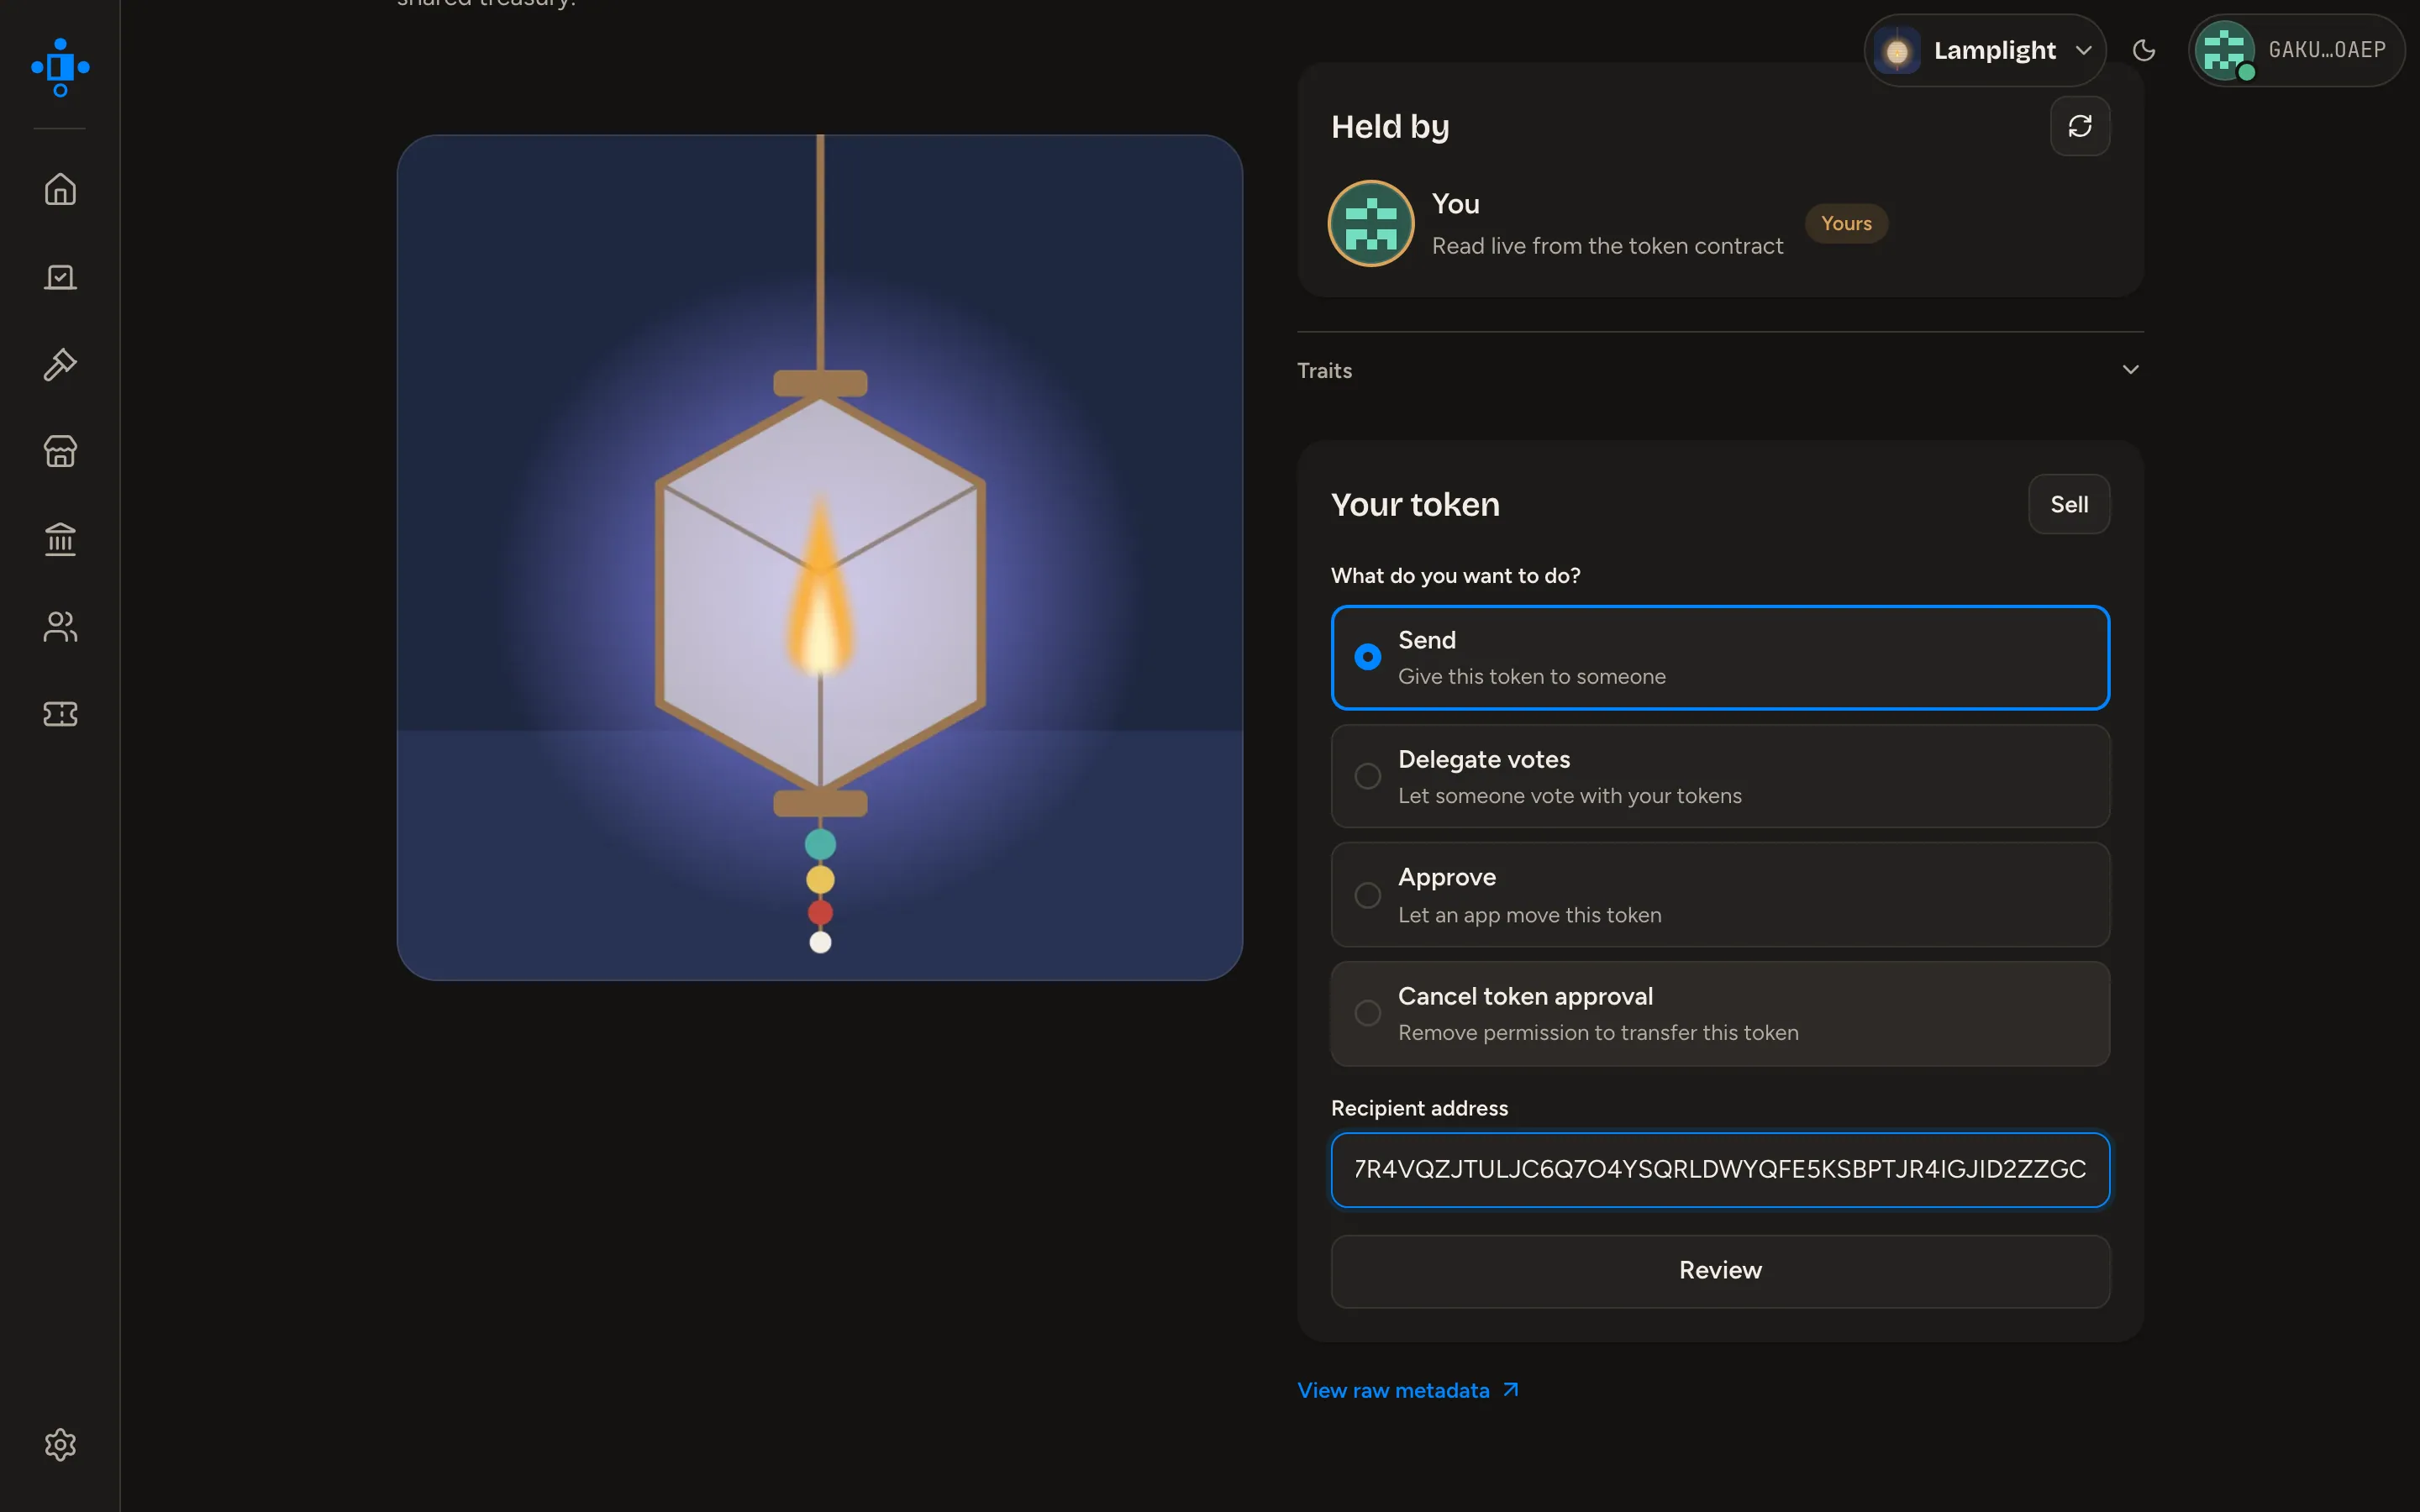 shared treasury.
Lamplight
GAKU...OAEP
Held by
You
Read live from the token contract
Yours
Traits
Your token
Sell
What do you want to do?
Send
Give this token to someone
Delegate votes
Let someone vote with your tokens
Approve
Let an app move this token
Cancel token approval
Remove permission to transfer this token
Recipient address
7R4VQZJTULJC6Q7O4YSQRLDWYQFE5KSBPTJR4IGJID2ZZGC
Review
View raw metadata